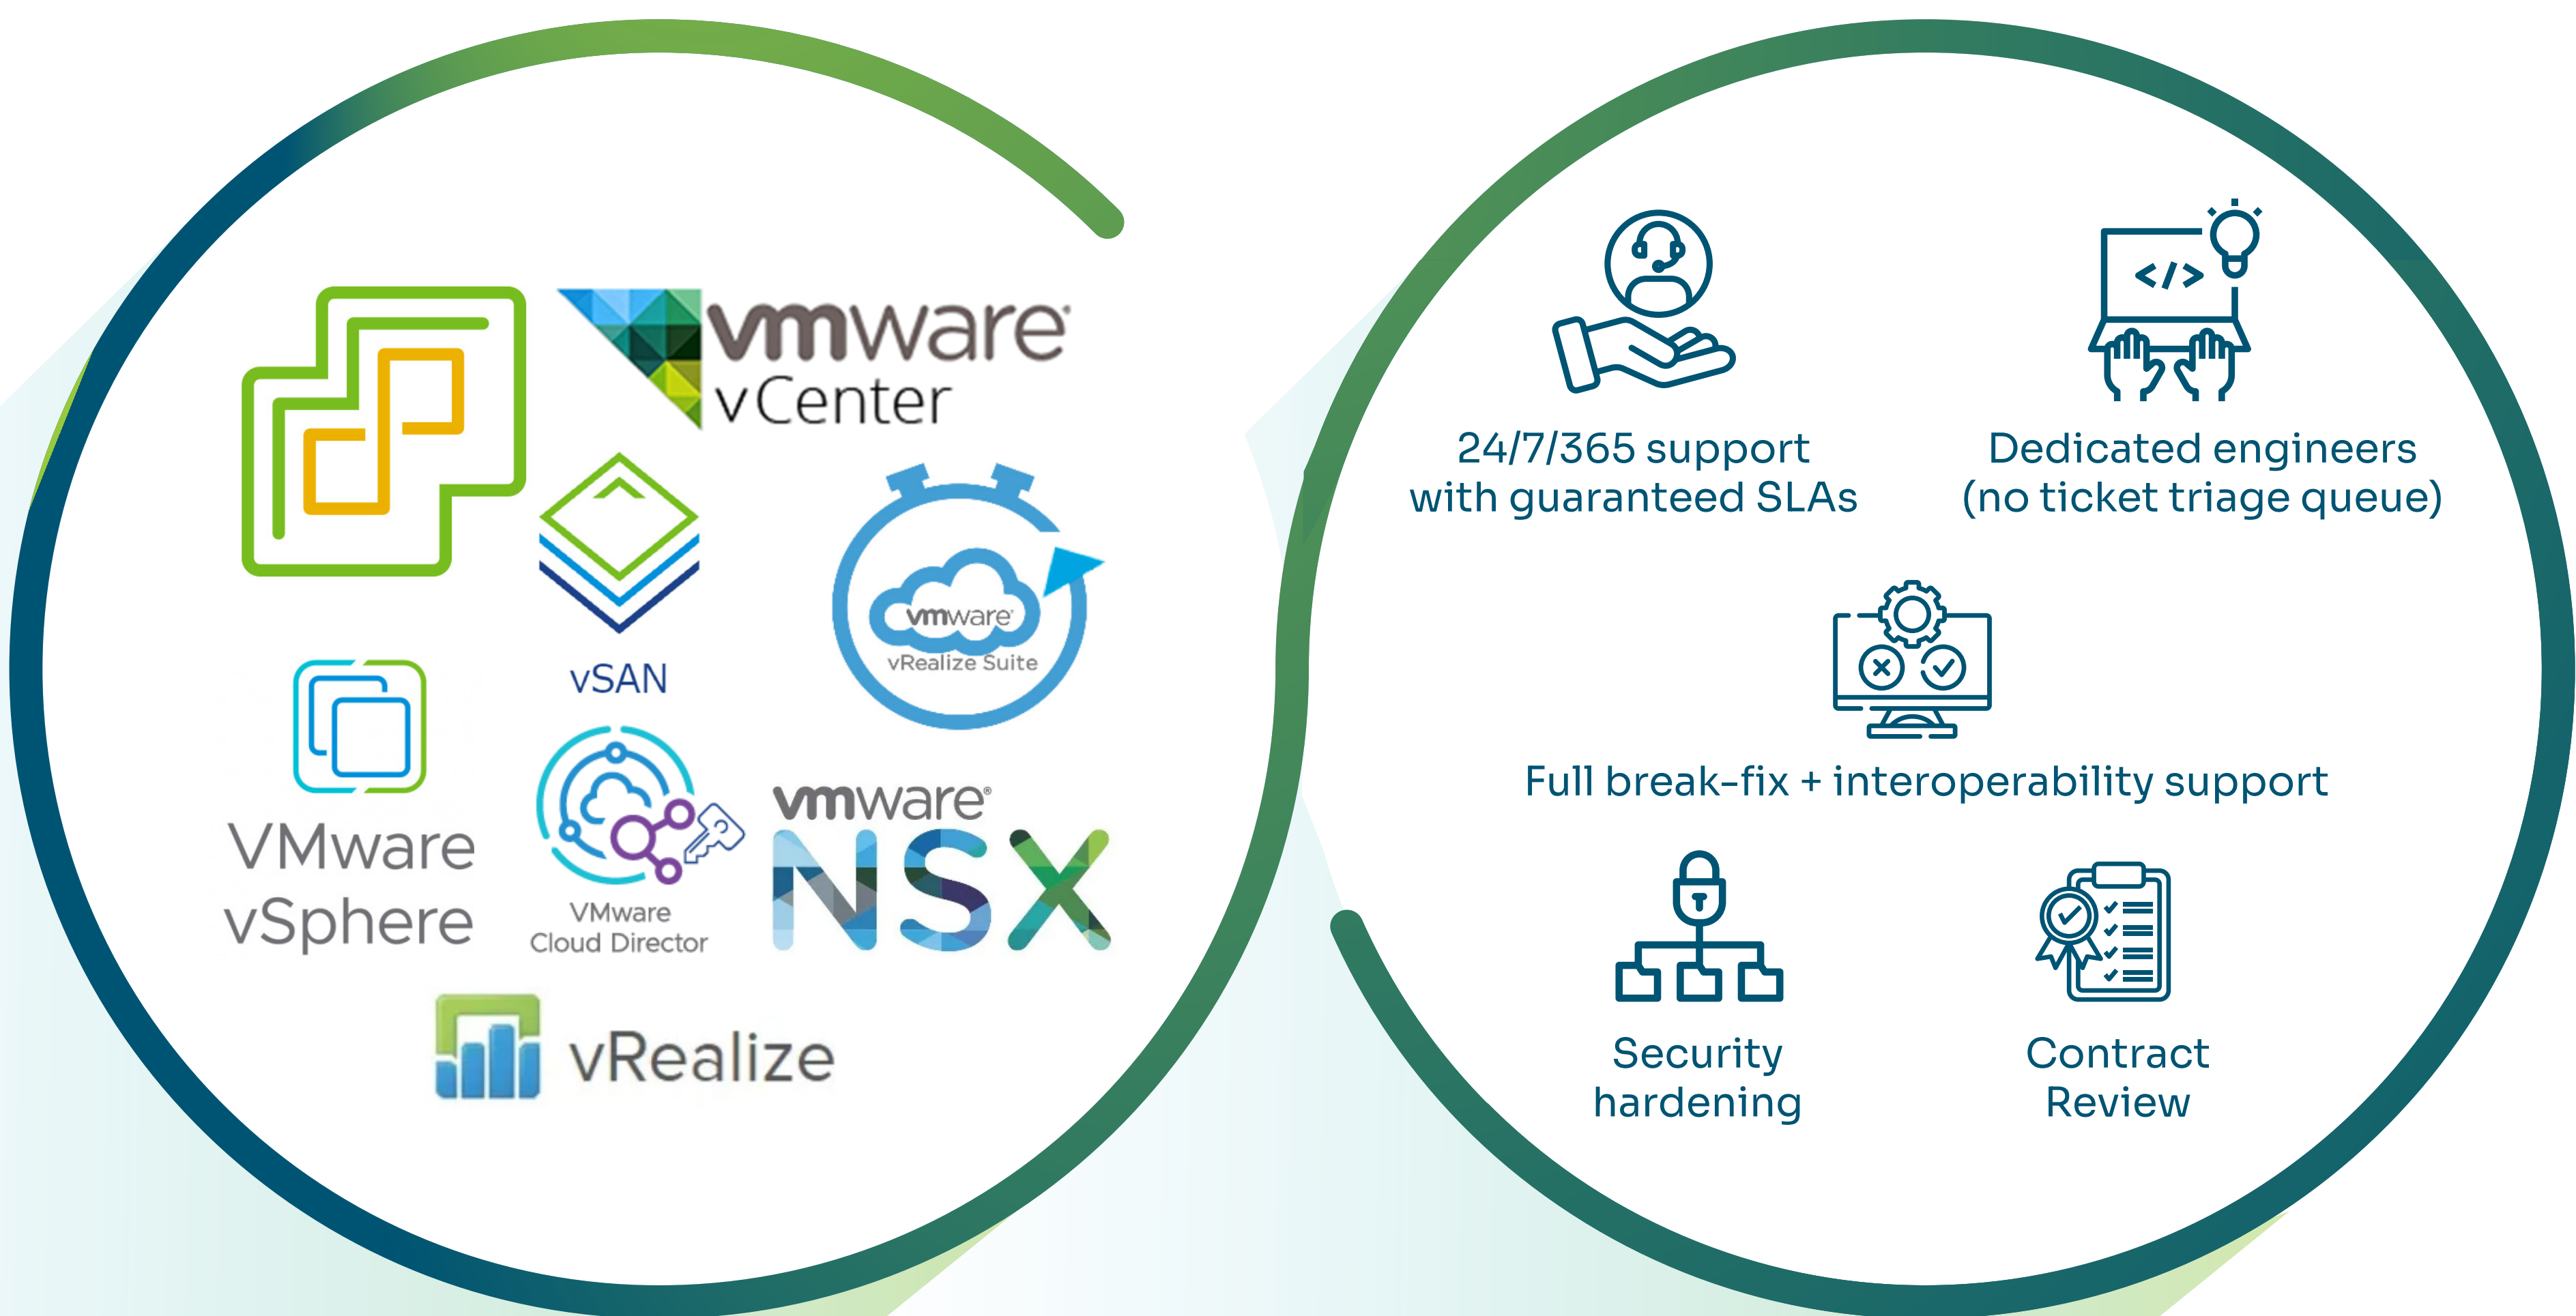 vmware®
vCenter
vSAN
vmware®
vRealize Suite
VMware
vSphere
VMware
Cloud Director
vmware®
NSX
vRealize
24/7/365 support
with guaranteed SLAs
</>
Dedicated engineers
(no ticket triage queue)
Full break-fix + interoperability support
Security
hardening
Contract
Review